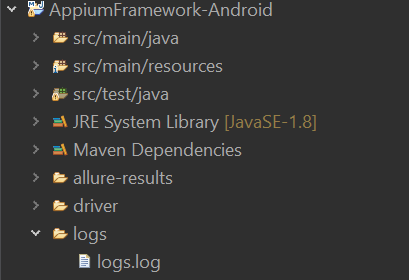 AppiumFramework-Android
src/main/java
src/main/resources
src/test/java
JRE System Library [JavaSE-1.8]
Maven Dependencies
allure-results
driver
logs
logs.log